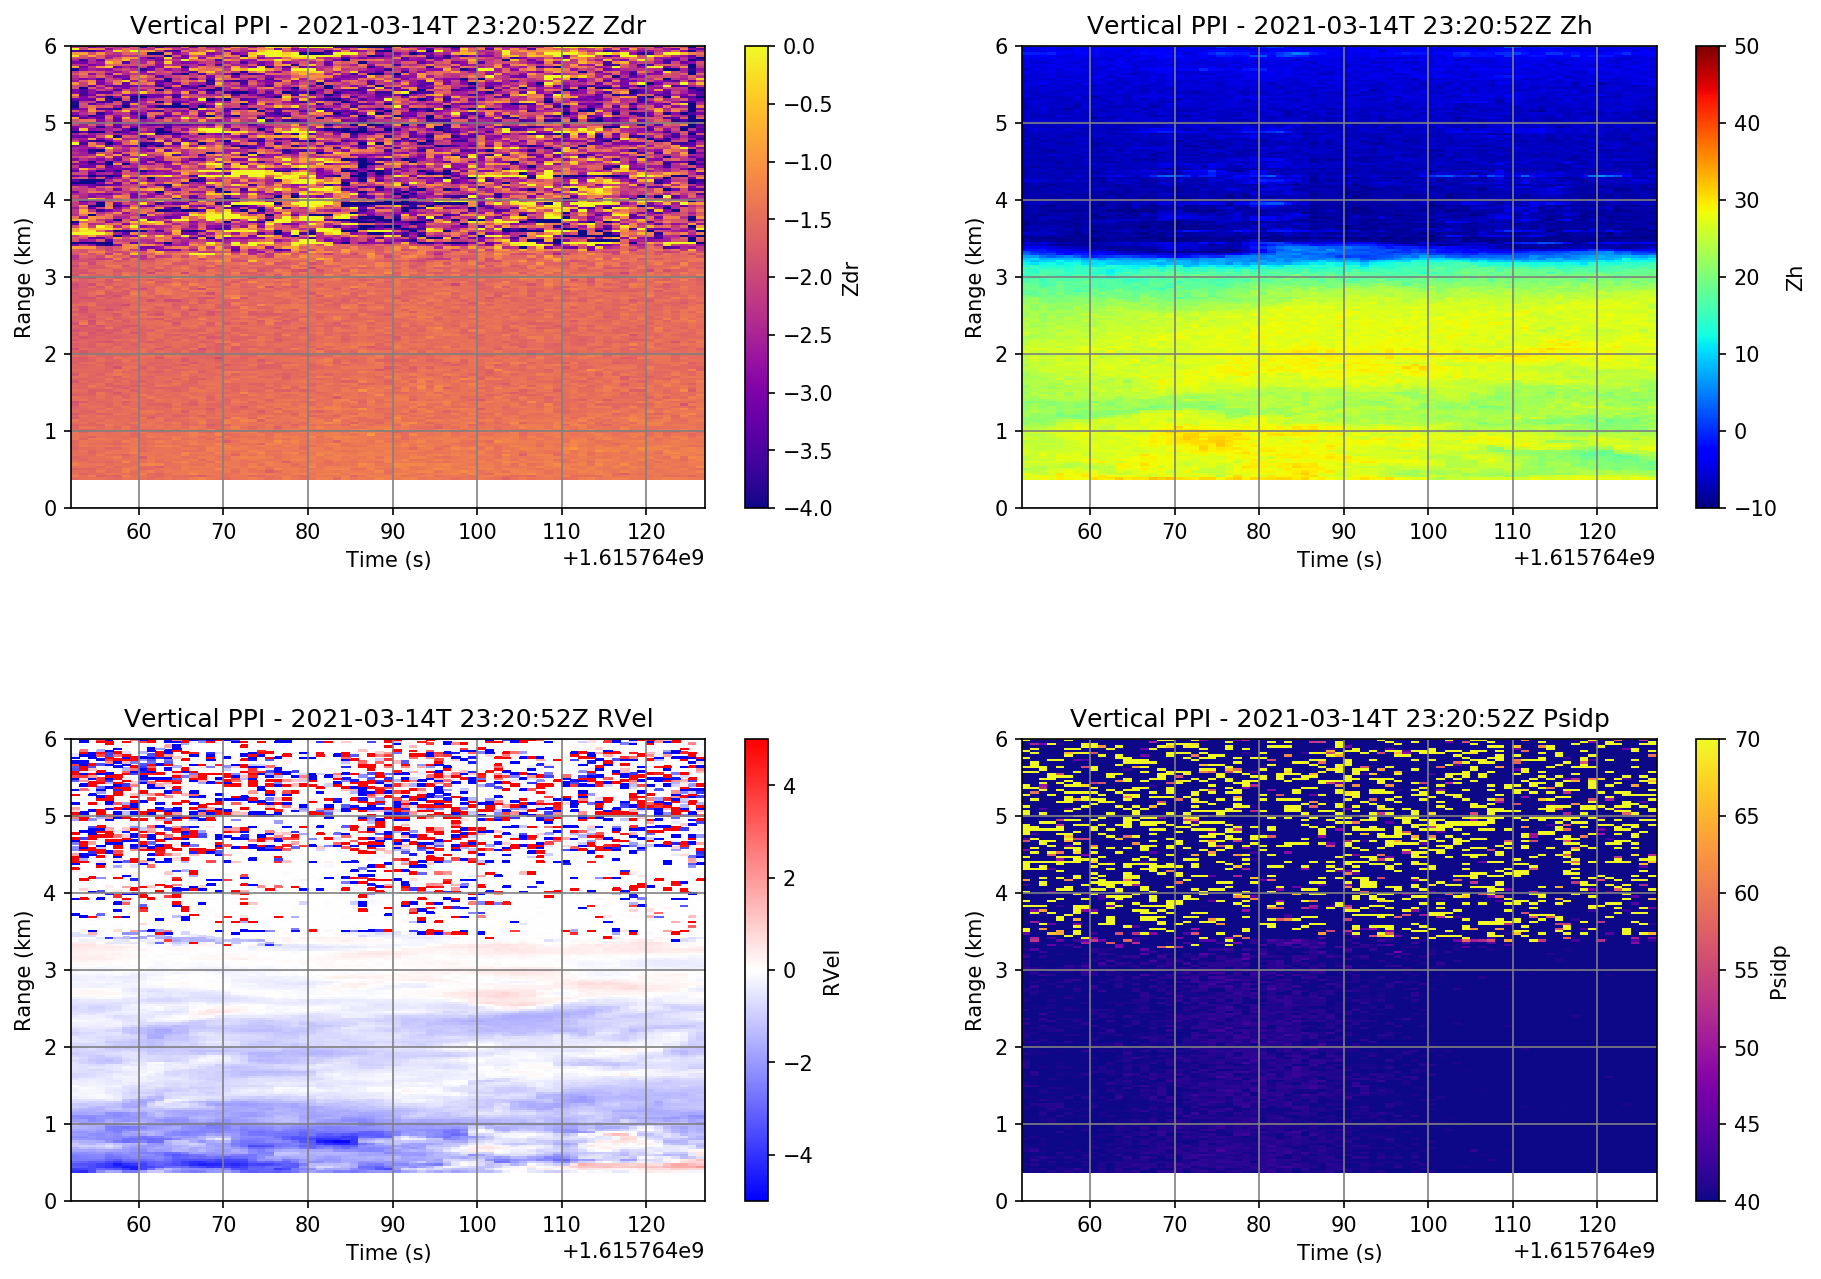 Vertical PPI - 2021-03-14T 23:20:52Z Zdr
6
5
4
3
2
1
0
Range (km)
60 70 80 90 100 110 120
Time (s)
+1.615764e9
0.0
−0.5
−1.0
−1.5
−2.0
−2.5
−3.0
−3.5
−4.0
Zdr
Vertical PPI - 2021-03-14T 23:20:52Z Zh
6
5
4
3
2
1
0
Range (km)
60 70 80 90 100 110 120
Time (s)
+1.615764e9
50
40
30
20
10
0
−10
Zh
Vertical PPI - 2021-03-14T 23:20:52Z RVel
6
5
4
3
2
1
0
Range (km)
60 70 80 90 100 110 120
Time (s)
+1.615764e9
4
2
0
−2
−4
RVel
Vertical PPI - 2021-03-14T 23:20:52Z Psidp
6
5
4
3
2
1
0
Range (km)
60 70 80 90 100 110 120
Time (s)
+1.615764e9
70
65
60
55
50
45
40
Psidp